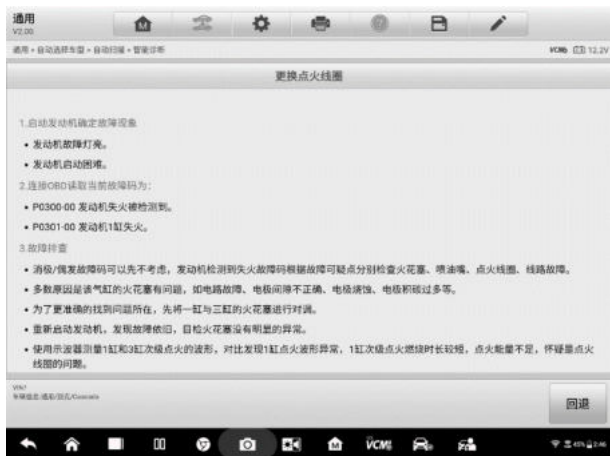 通用
V2.00
通用 > 自动选择车型 > 自动扫描 > 智能诊断
VCMI 12.2V
更换点火线圈
1.启动发动机确定故障现象
• 发动机故障灯亮。
• 发动机启动困难。
2.连接OBD读取当前故障码为：
• P0300-00 发动机失火被检测到。
• P0301-00 发动机1缸失火。
3.故障排查
• 消极/偶发故障码可以先不考虑，发动机检测到失火故障码根据故障可疑点分别检查火花塞、喷油嘴、点火线圈、线路故障。
• 多数原因是该气缸的火花塞有问题，如电路故障、电极间隙不正确、电极烧蚀、电极积碳过多等。
• 为了更准确的找到问题所在，先将一缸与三缸的火花塞进行对调。
• 重新启动发动机，发现故障依旧，目检火花塞没有明显的异常。
• 使用示波器测量1缸和3缸次级点火的波形，对比发现1缸点火波形异常，1缸次级点火燃烧时长较短，点火能量不足，怀疑是点火
线圈的问题。
车辆信息:通用/别克/
回退
VCMI
45% 2:46